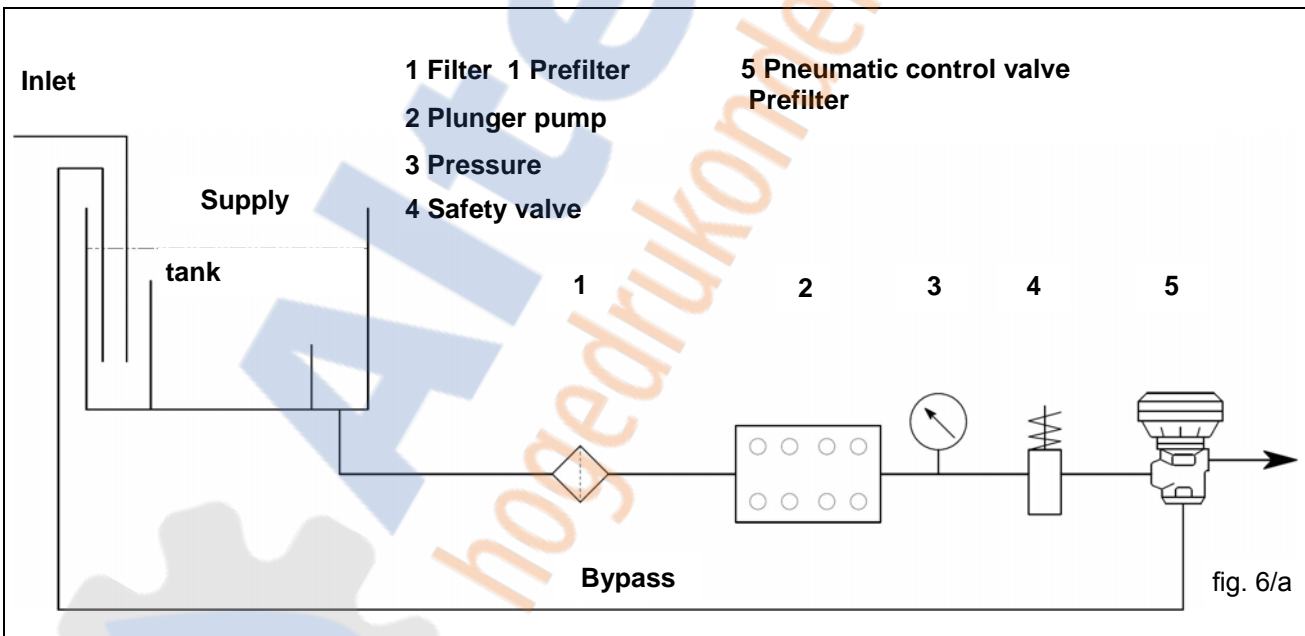 Inlet
1 Filter 1 Prefilter
2 Plunger pump
3 Pressure
4 Safety valve
5 Pneumatic control valve
Prefilter
Supply
tank
1 2 3 4 5
Bypass
fig. 6/a
Alte
hogedrukonde